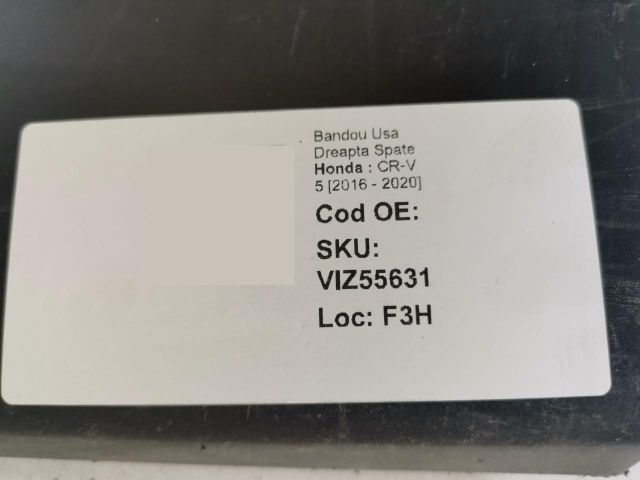 Bandou Usa
Dreapta Spate
Honda : CR-V
5 [2016 - 2020]
Cod OE:
SKU:
VIZ55631
Loc: F3H